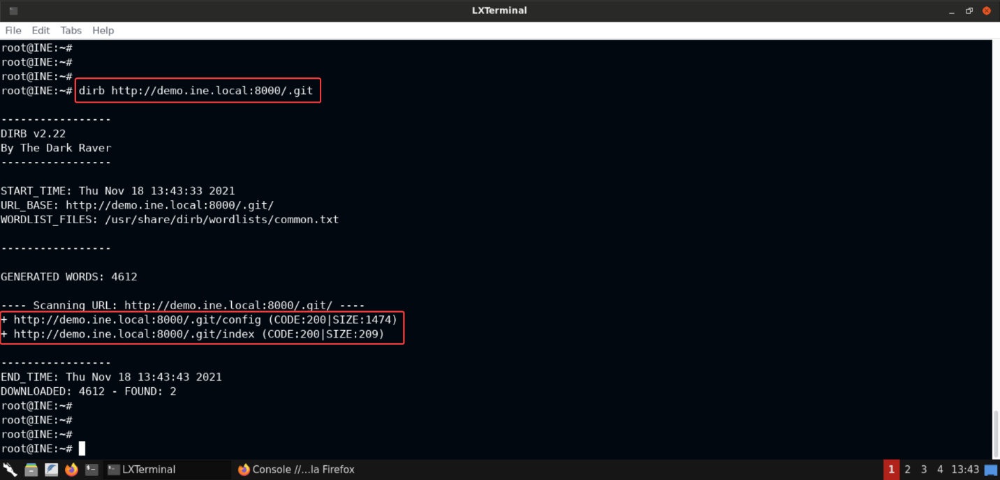 LXTerminal
File Edit Tabs Help
root@INE:~#
root@INE:~#
root@INE:~#
root@INE:~# dirb http://demo.ine.local:8000/.git
-----------------
DIRB v2.22
By The Dark Raver
-----------------
START_TIME: Thu Nov 18 13:43:33 2021
URL_BASE: http://demo.ine.local:8000/.git/
WORDLIST_FILES: /usr/share/dirb/wordlists/common.txt
-----------------
GENERATED WORDS: 4612
---- Scanning URL: http://demo.ine.local:8000/.git/ ----
+ http://demo.ine.local:8000/.git/config (CODE:200|SIZE:1474)
+ http://demo.ine.local:8000/.git/index (CODE:200|SIZE:209)
-----------------
END_TIME: Thu Nov 18 13:43:43 2021
DOWNLOADED: 4612 - FOUND: 2
root@INE:~#
root@INE:~#
root@INE:~#
root@INE:~#
LXTerminal Console //...la Firefox 1 2 3 4 13:43